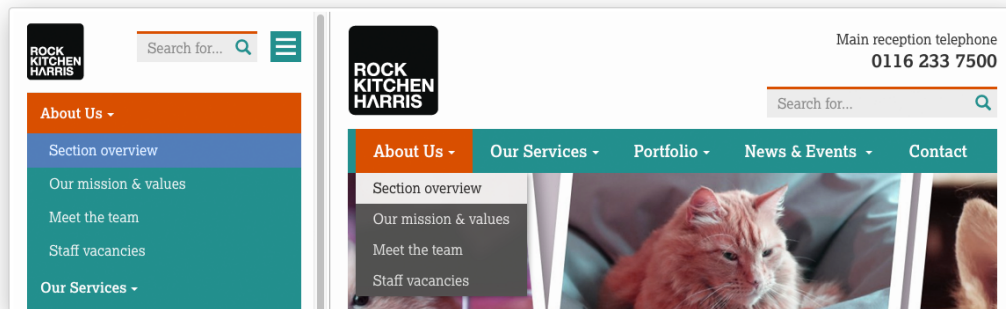 ROCK
KITCHEN
HARRIS
Search for...
About Us
Section overview
Our mission & values
Meet the team
Staff vacancies
Our Services
ROCK
KITCHEN
HARRIS
Main reception telephone
0116 233 7500
Search for...
About Us Our Services Portfolio News & Events Contact
Section overview
Our mission & values
Meet the team
Staff vacancies